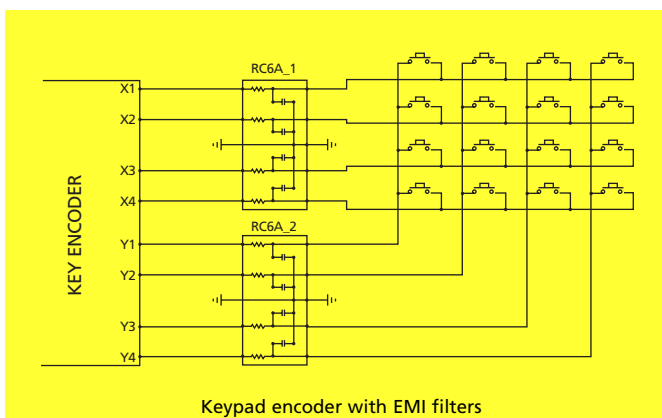 RC6A_1
X1
X2
X3
X4
KEY ENCODER
RC6A_2
Y1
Y2
Y3
Y4
Keypad encoder with EMI filters